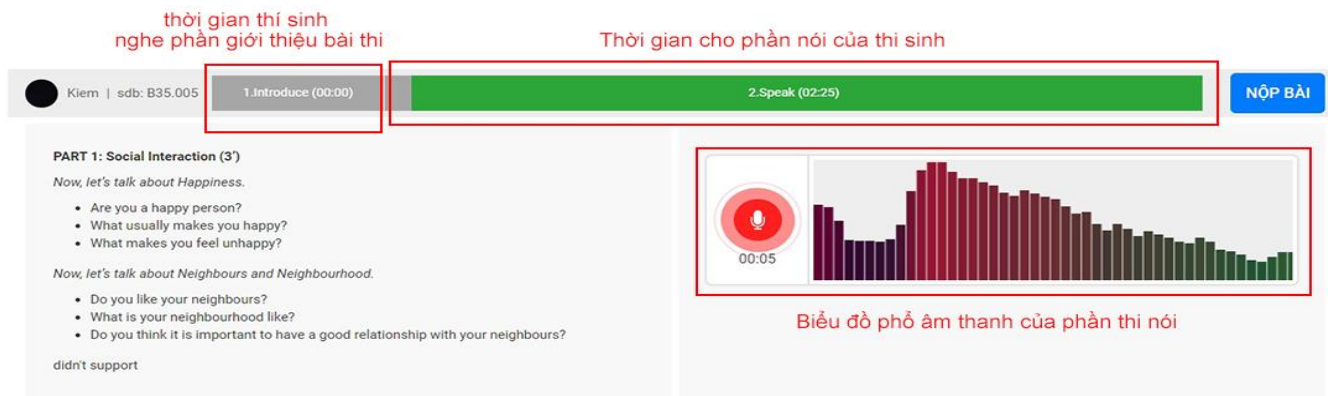 thời gian thí sinh
nghe phần giới thiệu bài thi
Thời gian cho phần nói của thi sinh
Kiem | sdb: B35.005
1.Introduce (00:00)
2.Speak (02:25)
NỘP BÀI
PART 1: Social Interaction (3')
Now, let's talk about Happiness.
• Are you a happy person?
• What usually makes you happy?
• What makes you feel unhappy?
Now, let's talk about Neighbours and Neighbourhood.
• Do you like your neighbours?
• What is your neighbourhood like?
• Do you think it is important to have a good relationship with your neighbours?
didn't support
00:05
Biểu đồ phổ âm thanh của phần thi nói